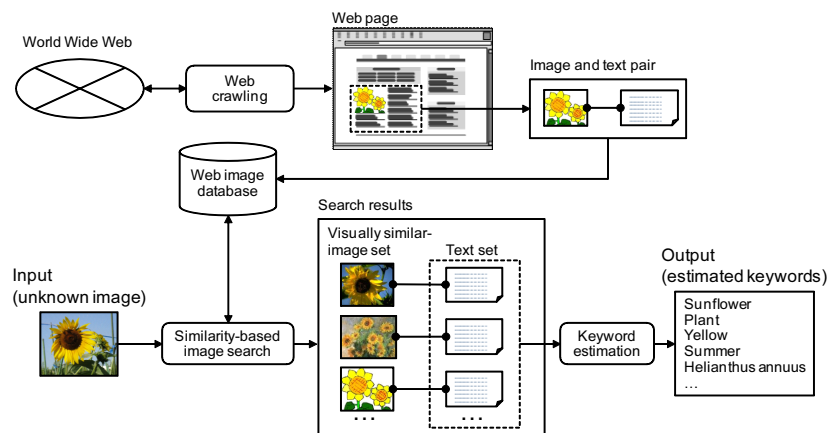 Web page
World Wide Web
Web
crawling
Image and text pair
Web image
database
Search results
Visually similar-
image set
Text set
Input
(unknown image)
Similarity-based
image search
. . .
. . .
Keyword
estimation
Output
(estimated keywords)
Sunflower
Plant
Yellow
Summer
Helianthus annuus
...